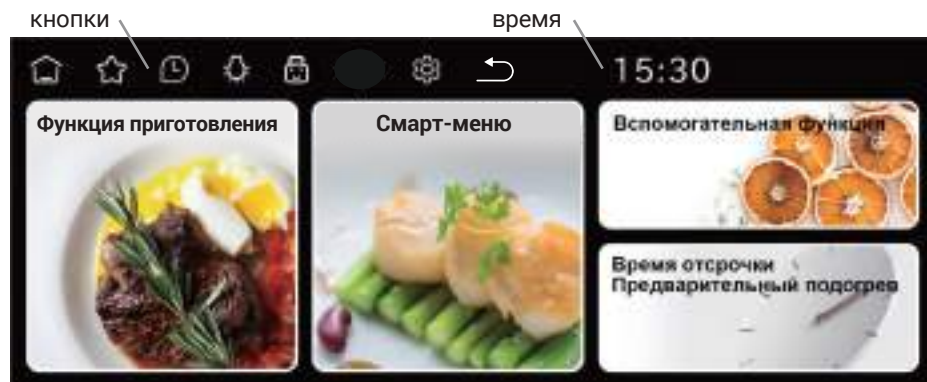 кнопки
время
15:30
Функция приготовления
Смарт-меню
Вспомогательная функция
Время отсрочки
Предварительный подогрев